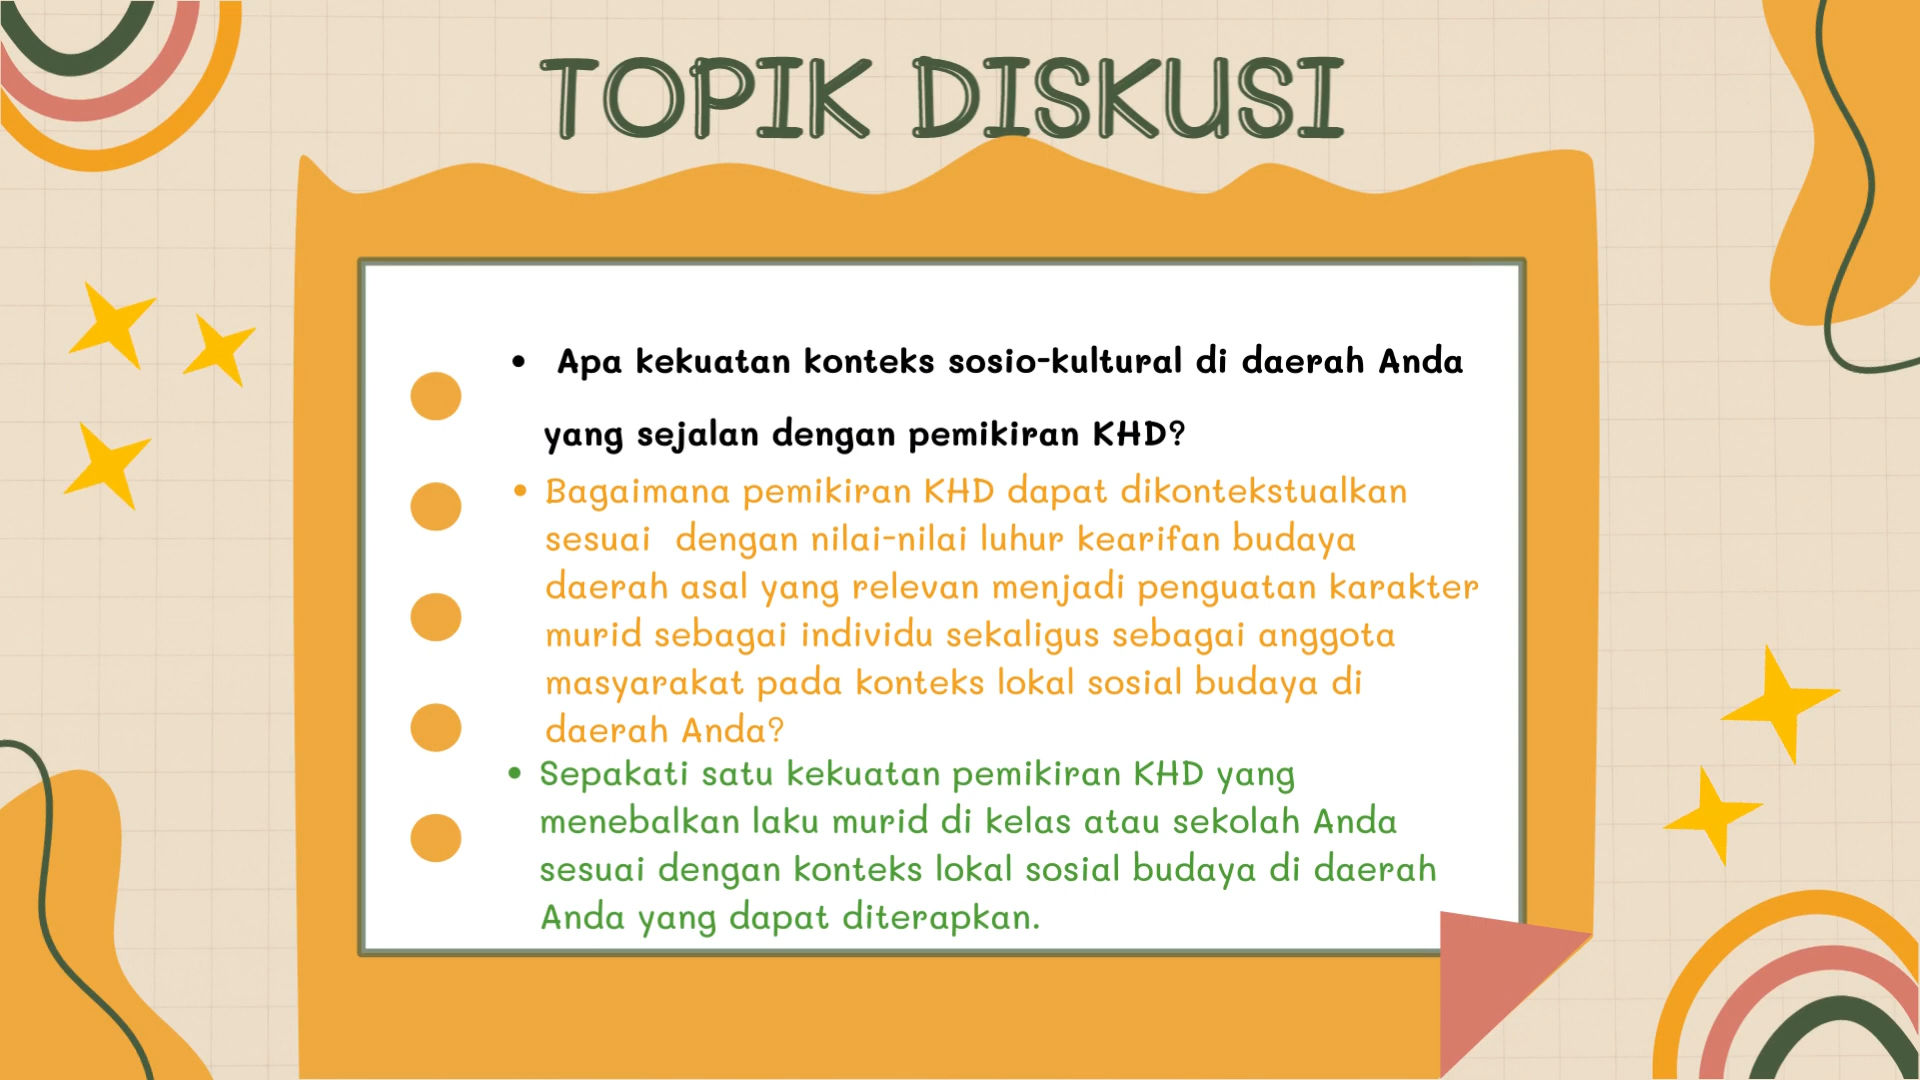 TOPIK DISKUSI
• Apa kekuatan konteks sosio-kultural di daerah Anda
yang sejalan dengan pemikiran KHD?
• Bagaimana pemikiran KHD dapat dikontekstualkan
sesuai dengan nilai-nilai luhur kearifan budaya
daerah asal yang relevan menjadi penguatan karakter
murid sebagai individu sekaligus sebagai anggota
masyarakat pada konteks lokal sosial budaya di
daerah Anda?
• Sepakati satu kekuatan pemikiran KHD yang
menebalkan laku murid di kelas atau sekolah Anda
sesuai dengan konteks lokal sosial budaya di daerah
Anda yang dapat diterapkan.